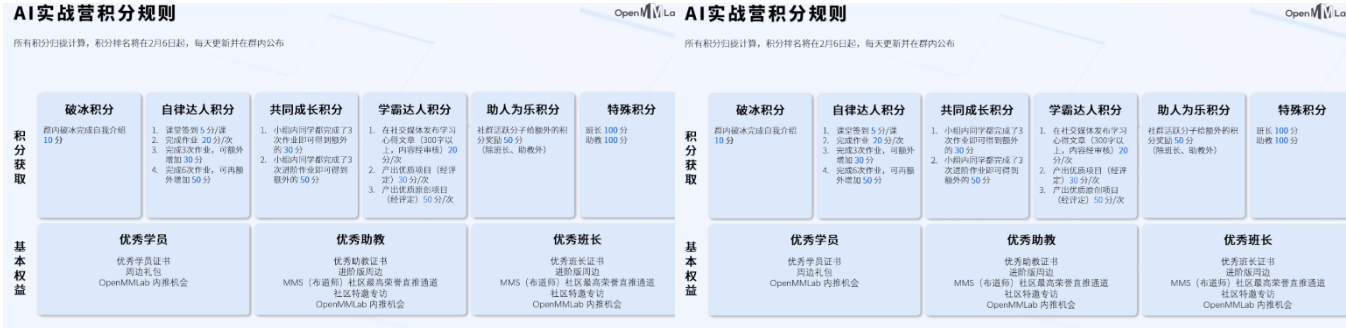 AI实战营积分规则
OpenMMLa
所有积分归拢计算，积分排名将在2月6日起，每天更新并在群内公布
积分获取
破冰积分
群内破冰完成自我介绍
10 分
自律达人积分
1. 课堂签到 5 分/课
2. 完成作业 20 分/次
3. 完成3次作业，可额外
增加 30 分
4. 完成6次作业，可再额
外增加 50 分
共同成长积分
1. 小组内同学都完成了3
次作业即可得到额外
的 30 分
2. 小组内同学都完成了3
次进阶作业即可得到
额外的 50 分
学霸达人积分
1. 在社交媒体发布学习
心得文章（300字以
上，内容经审核）20
分/次
2. 产出优质项目（经评
定）30 分/次
3. 产出优质原创项目
（经评定）50 分/次
助人为乐积分
社群活跃分子给额外的积
分奖励 50 分
（除班长、助教外）
特殊积分
班长 100 分
助教 100 分
基本权益
优秀学员
优秀学员证书
周边礼包
OpenMMLab 内推机会
优秀助教
优秀助教证书
进阶版周边
MMS（布道师）社区最高荣誉直推通道
社区特邀专访
OpenMMLab 内推机会
优秀班长
优秀班长证书
进阶版周边
MMS（布道师）社区最高荣誉直推通道
社区特邀专访
OpenMMLab 内推机会
AI实战营积分规则
OpenMMLa
所有积分归拢计算，积分排名将在2月6日起，每天更新并在群内公布
积分获取
破冰积分
群内破冰完成自我介绍
10 分
自律达人积分
1. 课堂签到 5 分/课
2. 完成作业 20 分/次
3. 完成3次作业，可额外
增加 30 分
4. 完成6次作业，可再额
外增加 50 分
共同成长积分
1. 小组内同学都完成了3
次作业即可得到额外
的 30 分
2. 小组内同学都完成了3
次进阶作业即可得到
额外的 50 分
学霸达人积分
1. 在社交媒体发布学习
心得文章（300字以
上，内容经审核）20
分/次
2. 产出优质项目（经评
定）30 分/次
3. 产出优质原创项目
（经评定）50 分/次
助人为乐积分
社群活跃分子给额外的积
分奖励 50 分
（除班长、助教外）
特殊积分
班长 100 分
助教 100 分
基本权益
优秀学员
优秀学员证书
周边礼包
OpenMMLab 内推机会
优秀助教
优秀助教证书
进阶版周边
MMS（布道师）社区最高荣誉直推通道
社区特邀专访
OpenMMLab 内推机会
优秀班长
优秀班长证书
进阶版周边
MMS（布道师）社区最高荣誉直推通道
社区特邀专访
OpenMMLab 内推机会